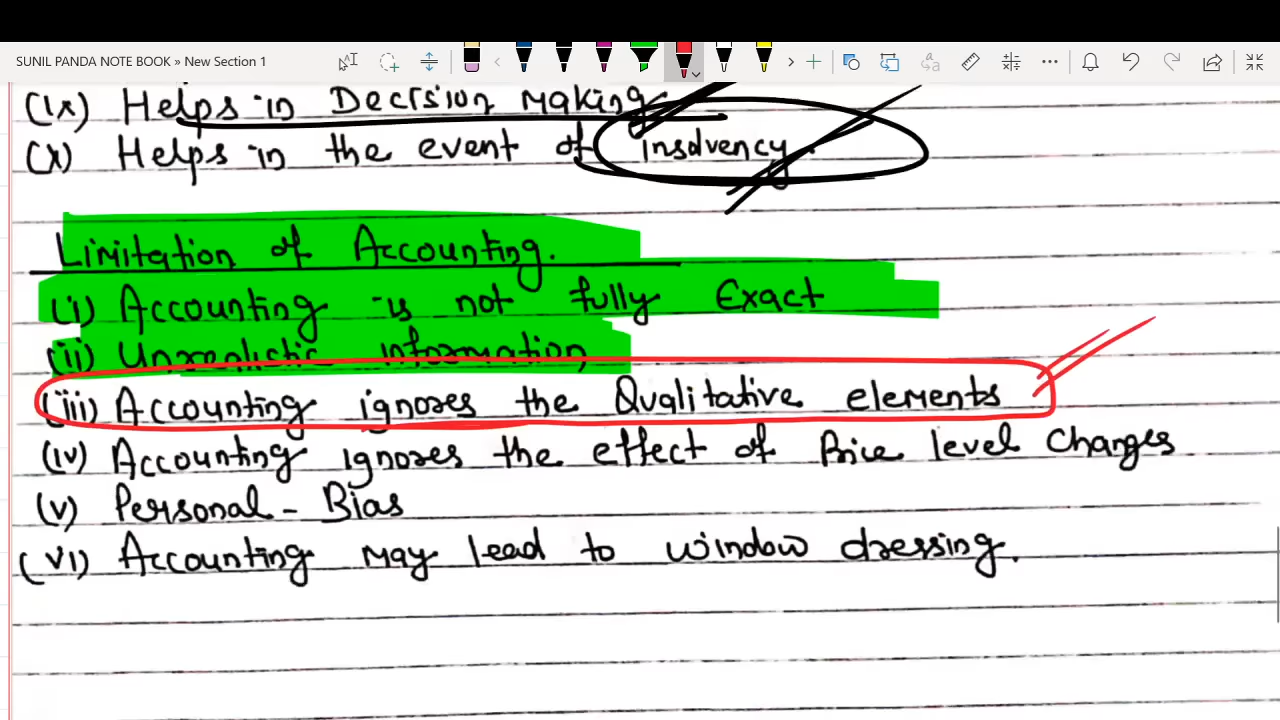 SUNIL PANDA NOTE BOOK » New Section 1
(ix) Helps in Decision Making
(x) Helps in the event of insolvency.
Limitation of Accounting.
(i) Accounting is not fully Exact
(ii) Unrealistic information
(iii) Accounting ignores the Qualitative elements
(iv) Accounting ignores the effect of Price level Changes
(v) Personal - Bias
(vi) Accounting may lead to window dressing.